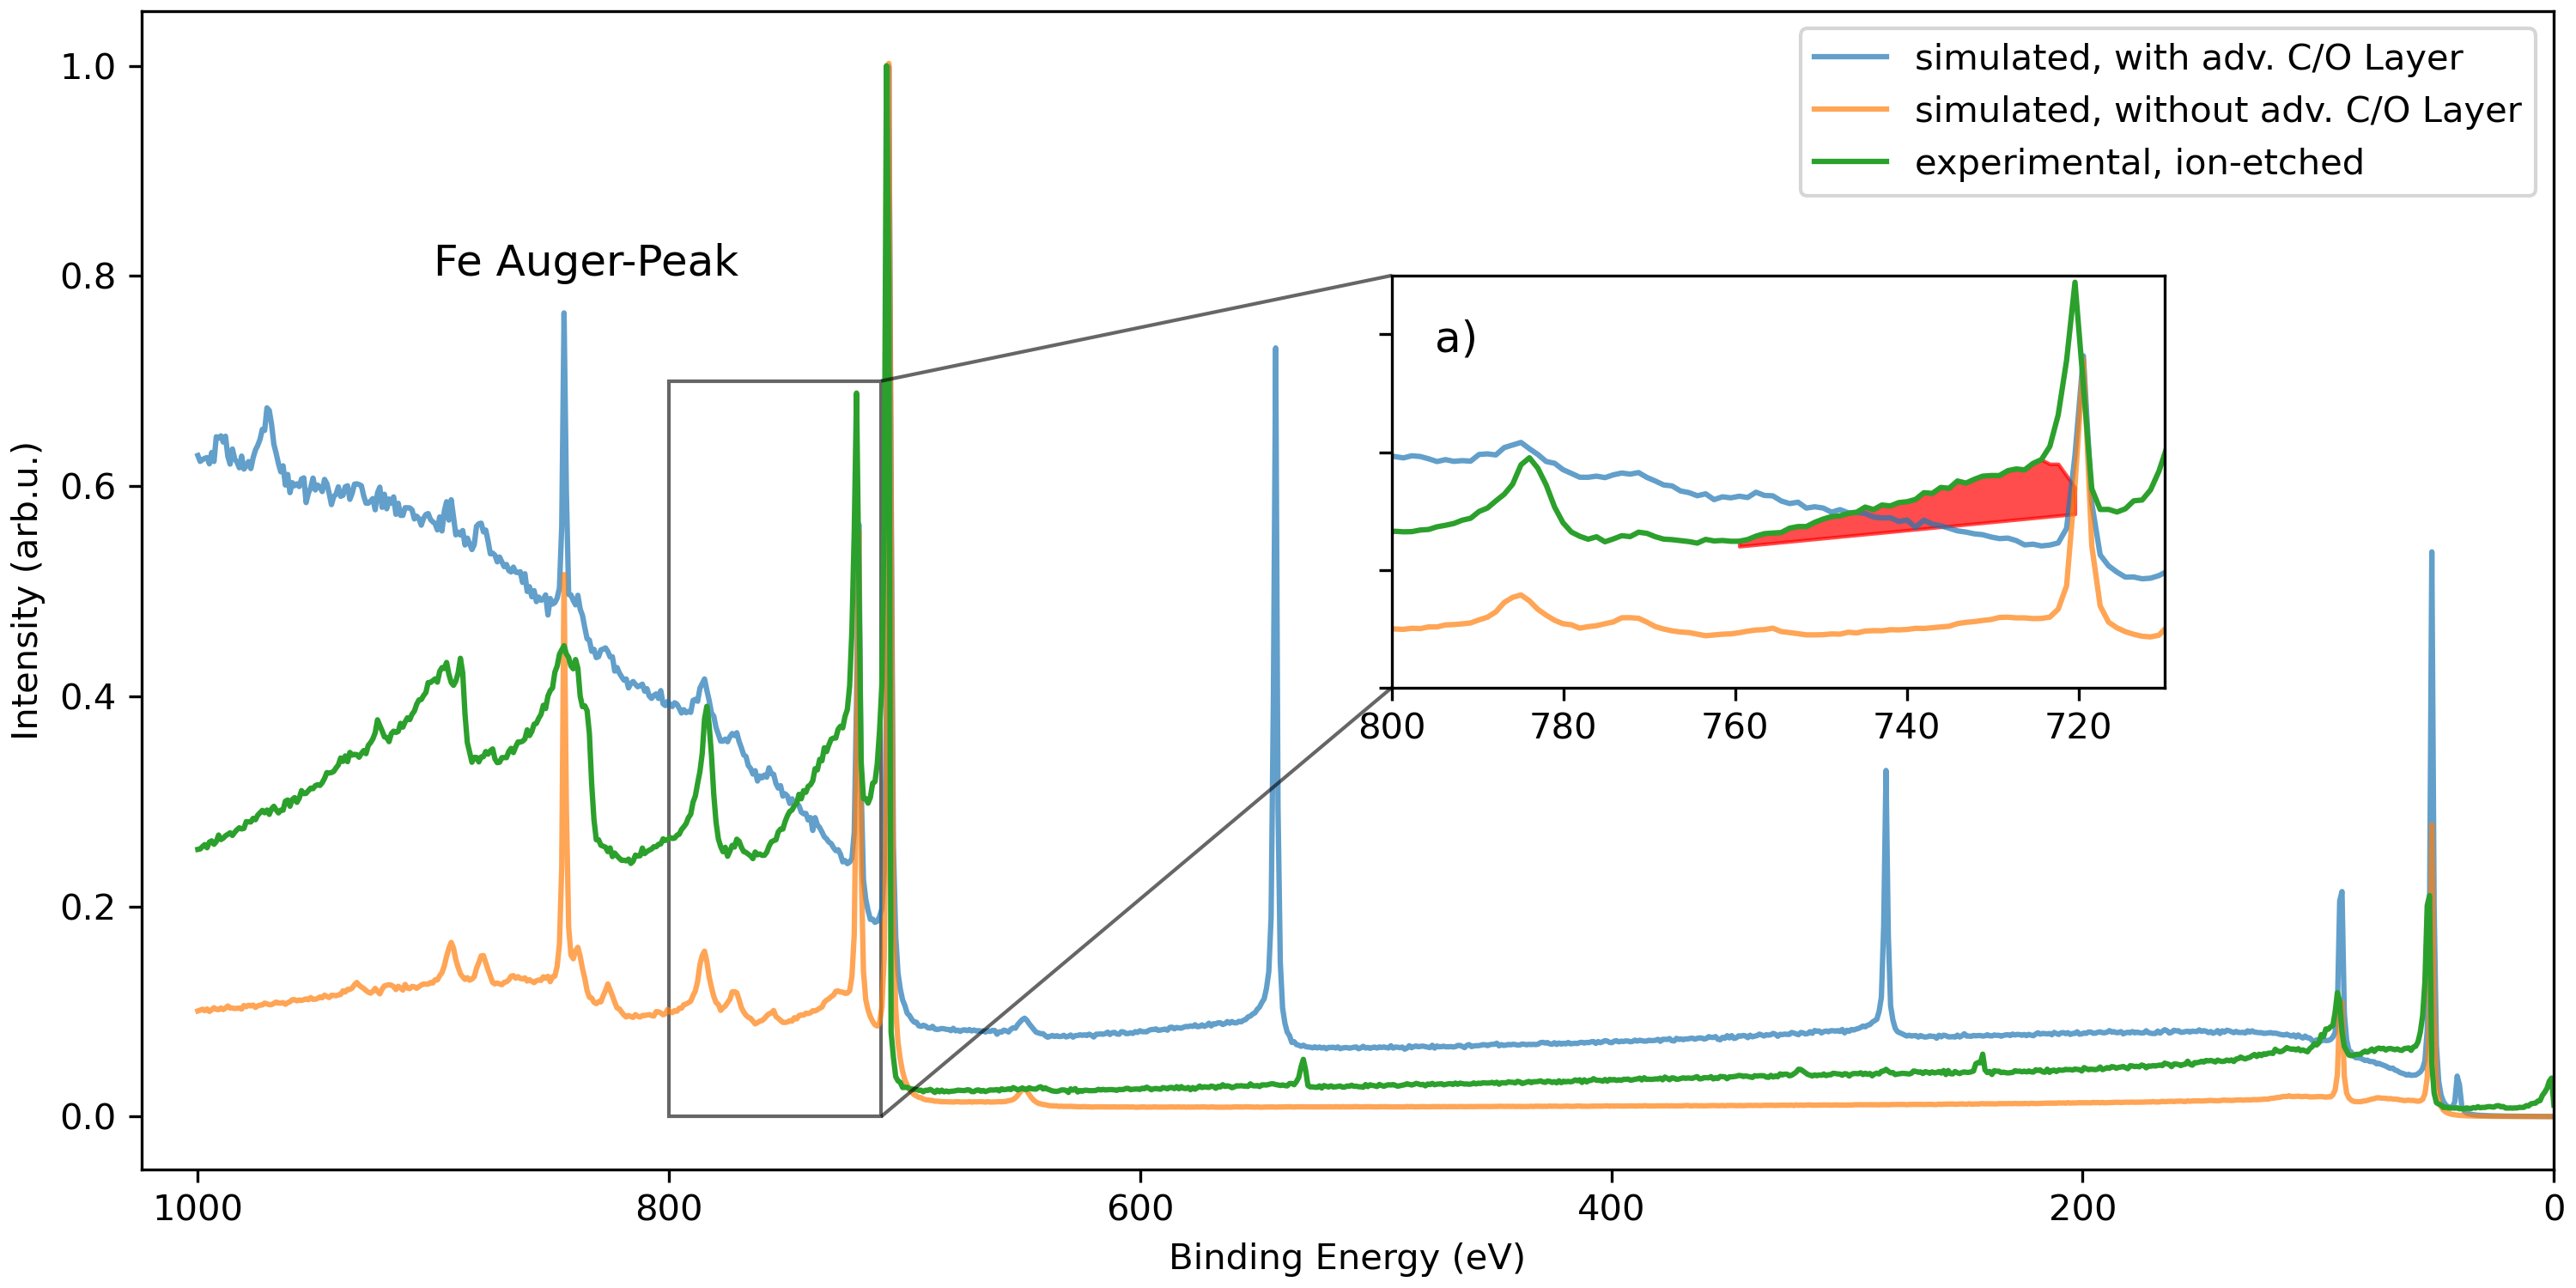 simulated, with adv. C/O Layer
simulated, without adv. C/O Layer
experimental, ion-etched
Fe Auger-Peak
a)
800 780 760 740 720
1.0
0.8
0.6
0.4
0.2
0.0
Intensity (arb.u.)
1000 800 600 400 200 0
Binding Energy (eV)